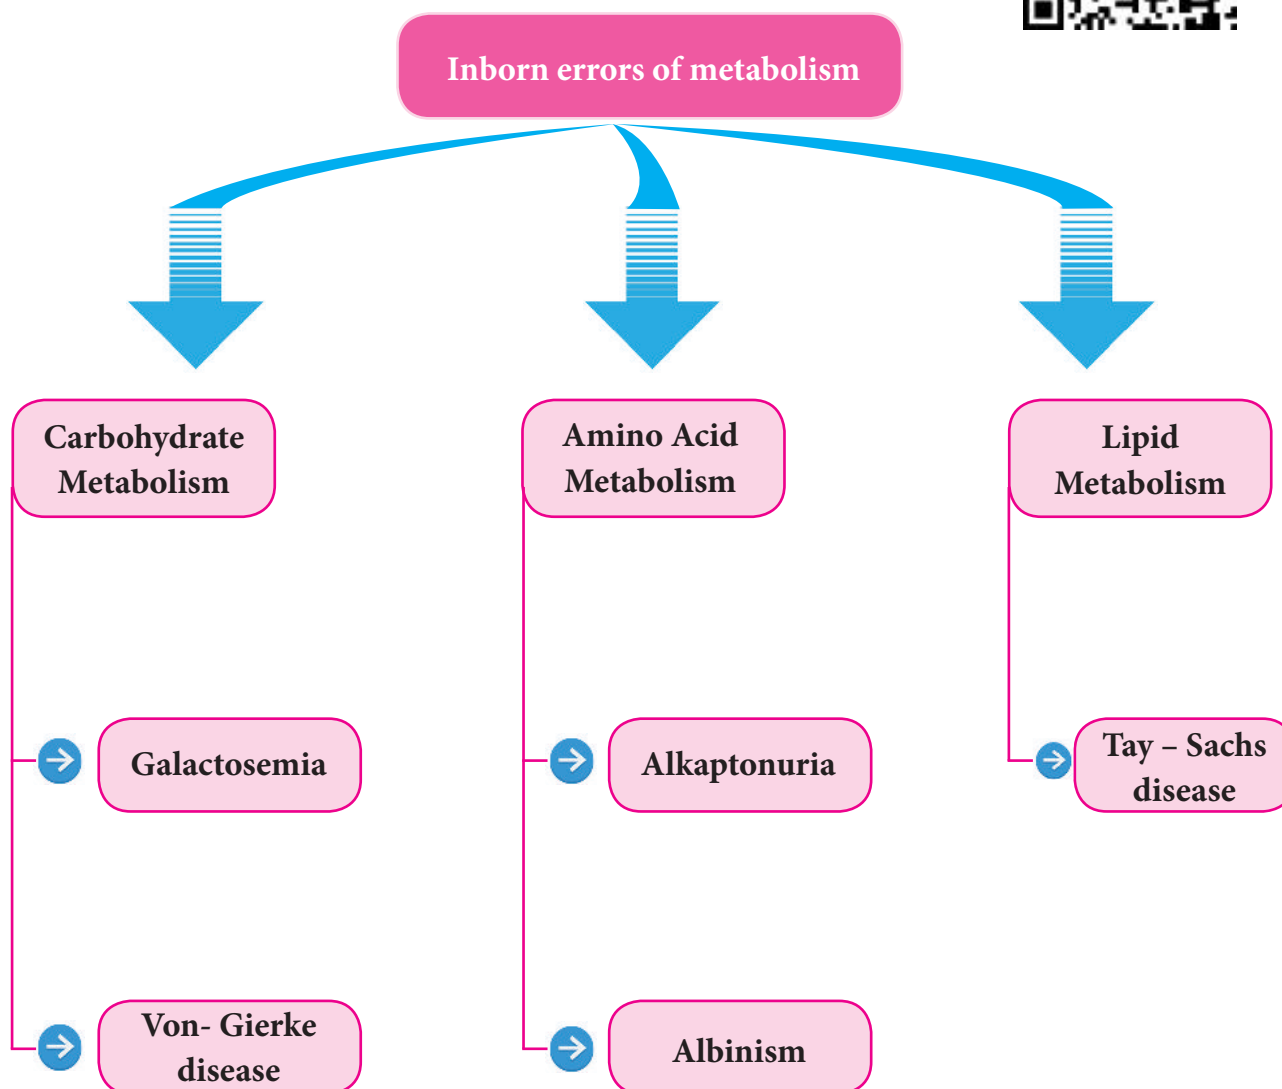 Inborn errors of metabolism
Carbohydrate
Metabolism
Galactosemia
Von- Gierke
disease
Amino Acid
Metabolism
Alkaptonuria
Albinism
Lipid
Metabolism
Tay – Sachs
disease